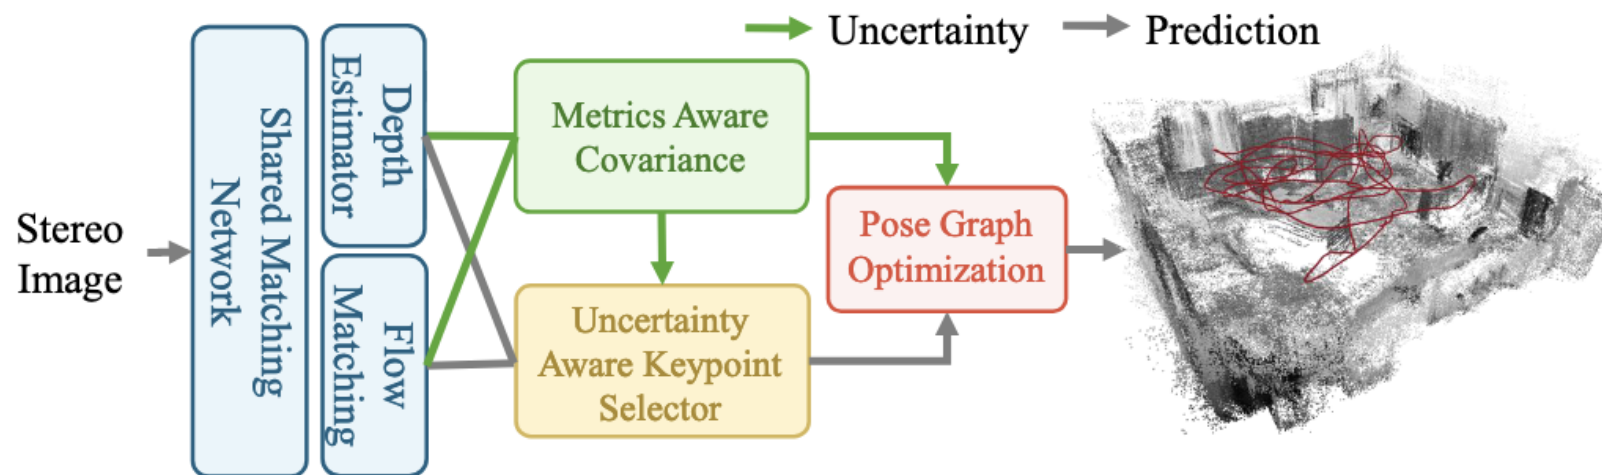 Uncertainty
Prediction
Stereo
Image
Shared Matching
Network
Depth
Estimator
Flow
Matching
Metrics Aware
Covariance
Uncertainty
Aware Keypoint
Selector
Pose Graph
Optimization